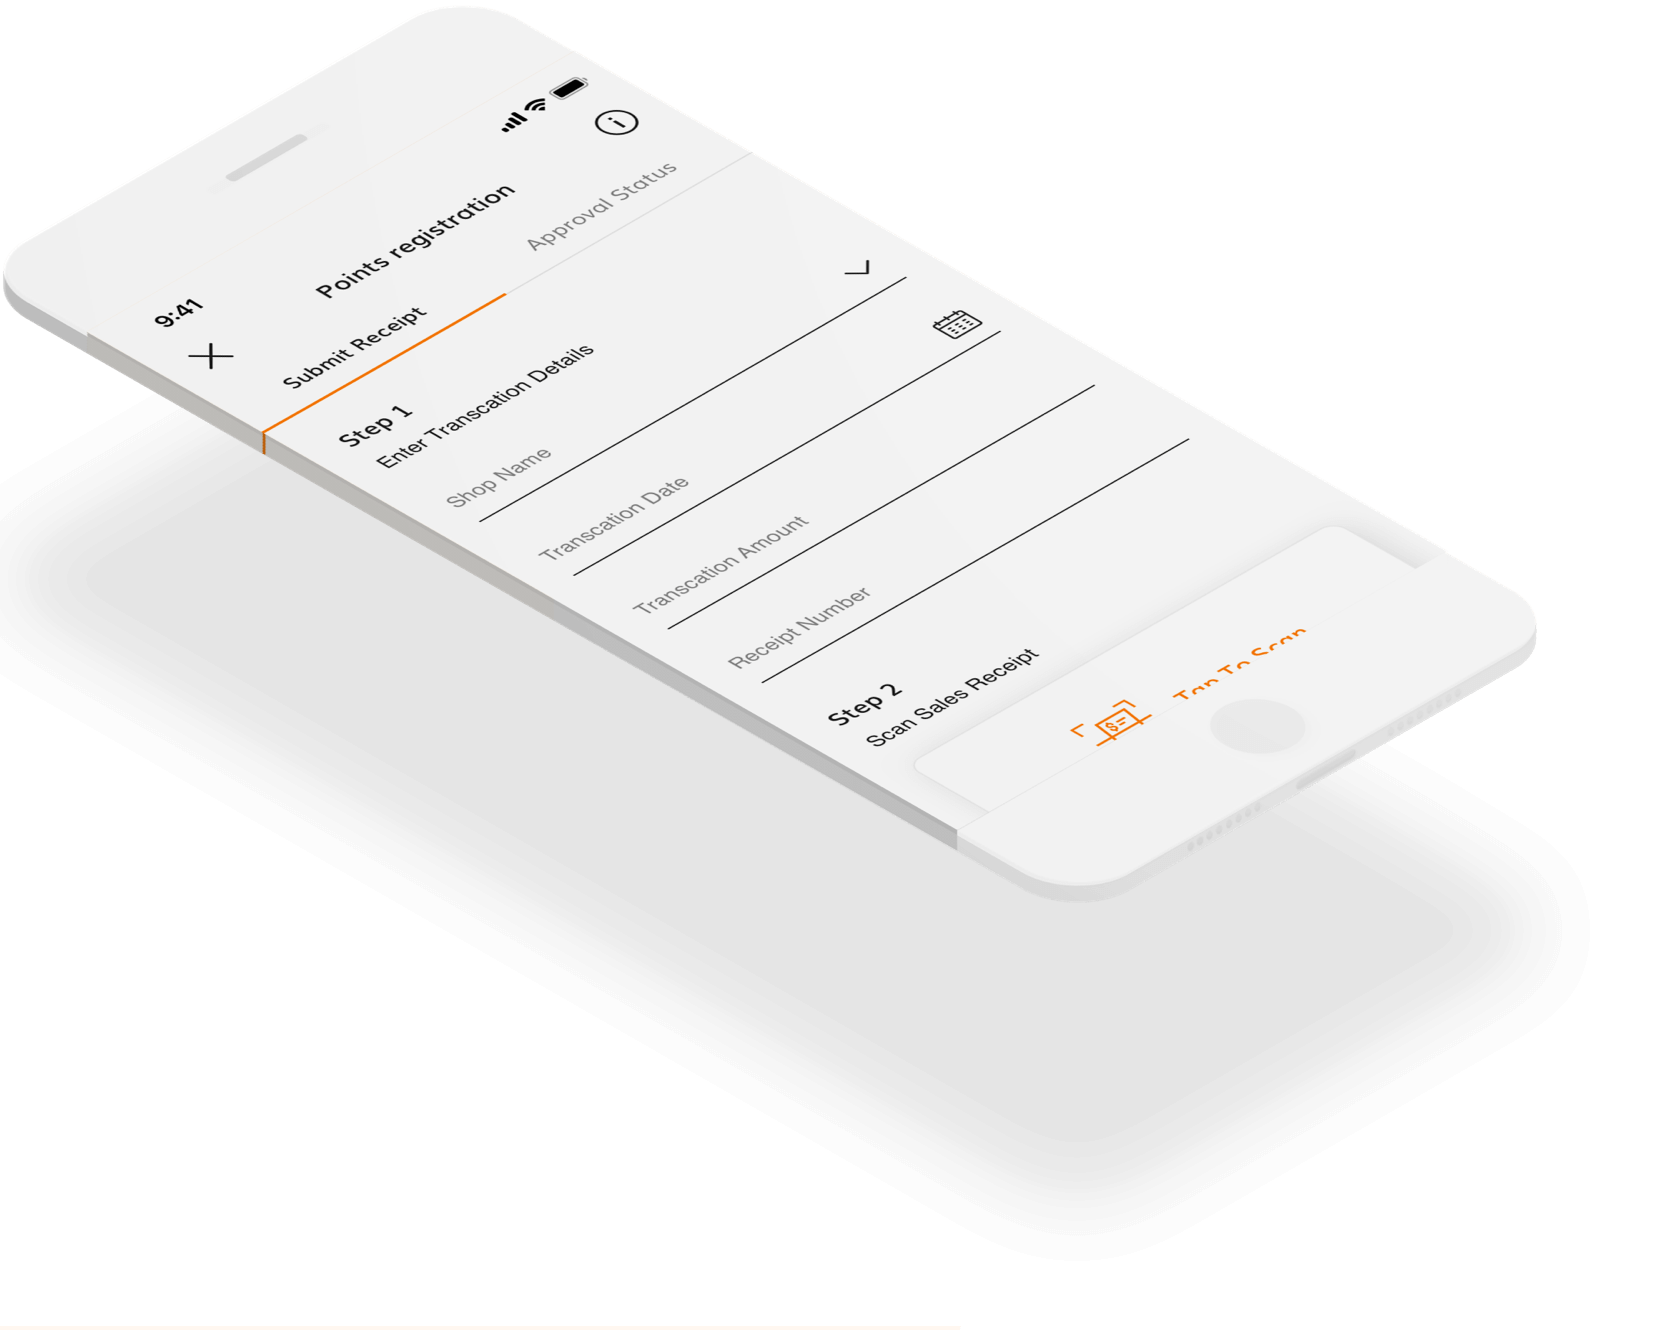 9:41
Points registration
Submit Receipt
Approval Status
Step 1
Enter Transcation Details
Shop Name
Transcation Date
Transcation Amount
Receipt Number
Step 2
Scan Sales Receipt
Tap To Scan